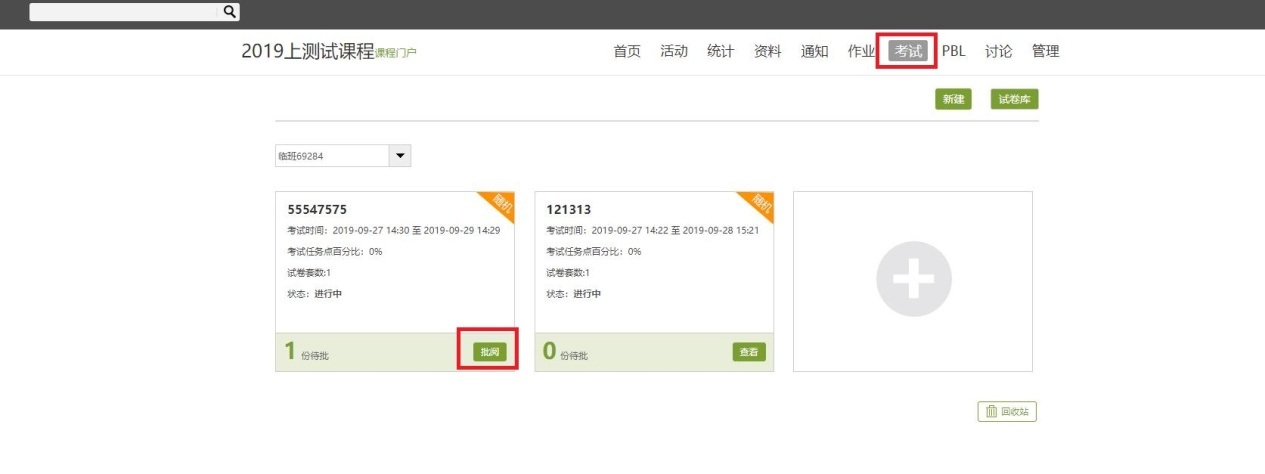 2019上测试课程课程门户 首页 活动 统计 资料 通知 作业 考试 PBL 讨论 管理
新建 试卷库
临班69284
55547575
随机
考试时间：2019-09-27 14:30 至 2019-09-29 14:29
考试任务点百分比：0%
试卷套数:1
状态：进行中
1 份待批 批阅
121313
随机
考试时间：2019-09-27 14:22 至 2019-09-28 15:21
考试任务点百分比：0%
试卷套数:1
状态：进行中
0 份待批 查看
回收站